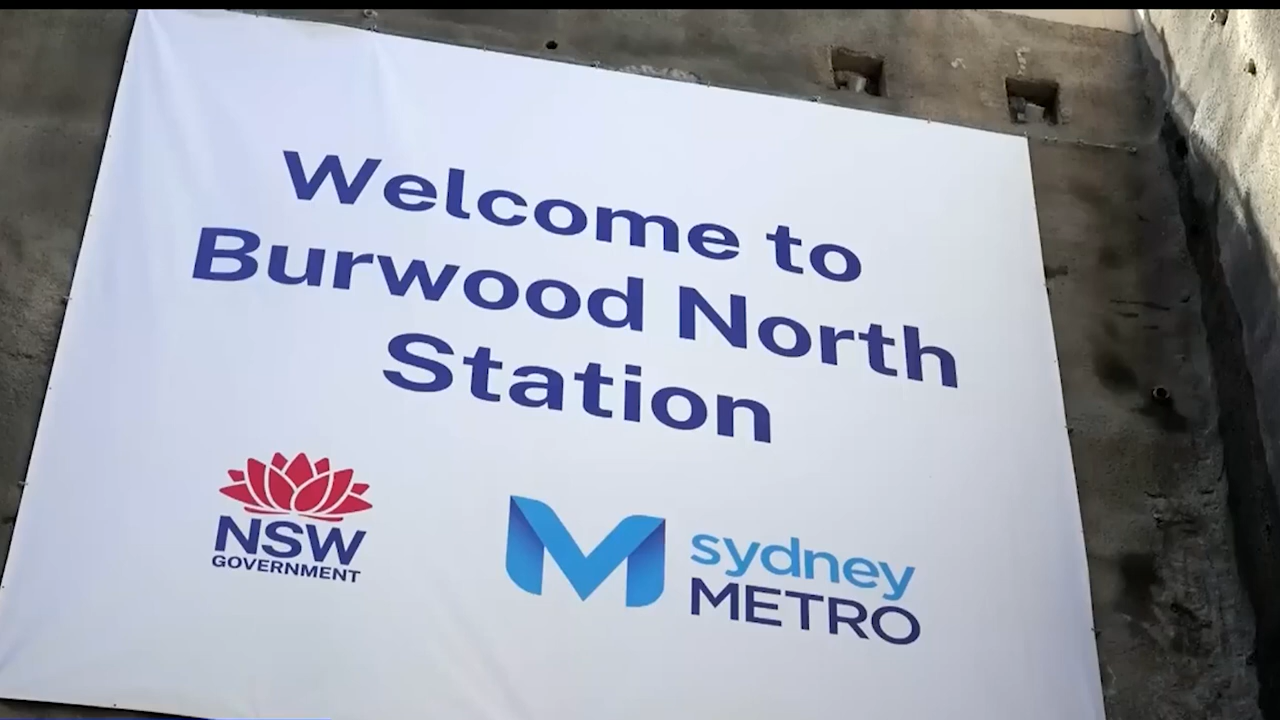 Welcome to
Burwood North
Station
NSW
GOVERNMENT
sydney
METRO